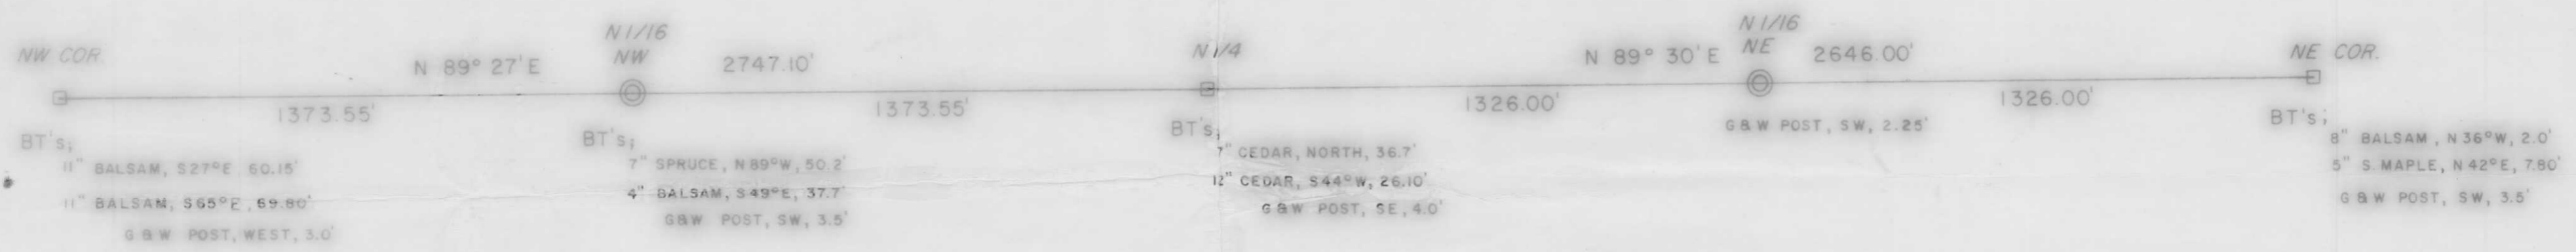 NW COR.
N 89° 27' E
N 1/16
NW
2747.10'
N 1/4
N 89° 30' E
N 1/16
NE
2646.00'
NE COR.
1373.55'
1373.55'
1326.00'
1326.00'
BT's;
11" BALSAM, S27°E 60.15'
11" BALSAM, S65°E, 69.80'
G & W POST, WEST, 3.0'
BT's;
7" SPRUCE, N89°W, 50.2'
4" BALSAM, S49°E, 37.7'
G&W POST, SW, 3.5'
BT's;
7" CEDAR, NORTH, 36.7'
12" CEDAR, S44°W, 26.10'
G&W POST, SE, 4.0'
G&W POST, SW, 2.25'
BT's;
8" BALSAM, N36°W, 2.0'
5" S. MAPLE, N42°E, 7.80'
G & W POST, SW, 3.5'